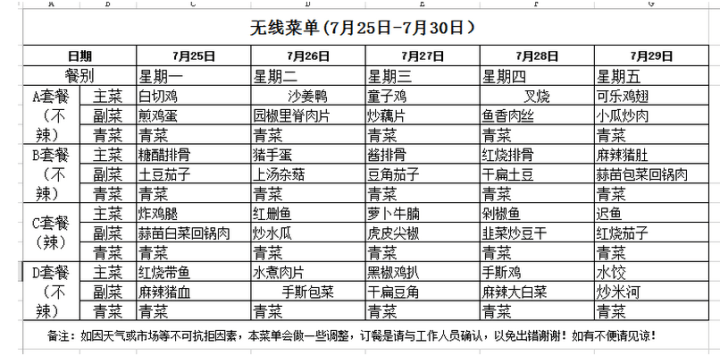 A B C D E F G
无线菜单(7月25日-7月30日）
日期 7月25日 7月26日 7月27日 7月28日 7月29日
餐别 星期一 星期二 星期三 星期四 星期五
A套餐（不辣） 主菜 白切鸡 沙姜鸭 童子鸡 叉烧 可乐鸡翅
副菜 煎鸡蛋 园椒里脊肉片 炒藕片 鱼香肉丝 小瓜炒肉
青菜 青菜 青菜 青菜 青菜 青菜
B套餐（不辣） 主菜 糖醋排骨 猪手蛋 酱排骨 红烧排骨 麻辣猪肚
副菜 土豆茄子 上汤杂菇 豆角茄子 干扁土豆 蒜苗包菜回锅肉
青菜 青菜 青菜 青菜 青菜 青菜
C套餐（辣） 主菜 炸鸡腿 红删鱼 萝卜牛腩 剁椒鱼 迟鱼
副菜 蒜苗白菜回锅肉 炒水瓜 虎皮尖椒 韭菜炒豆干 红烧茄子
青菜 青菜 青菜 青菜 青菜 青菜
D套餐（不辣） 主菜 红烧带鱼 水煮肉片 黑椒鸡扒 手斯鸡 水饺
副菜 麻辣猪血 手斯包菜 干扁豆角 麻辣大白菜 炒米河
青菜 青菜 青菜 青菜 青菜 青菜
备注：如因天气或市场等不可抗拒因素，本菜单会做一些调整，订餐是请与工作人员确认，以免出错谢谢！如有不便请见谅！